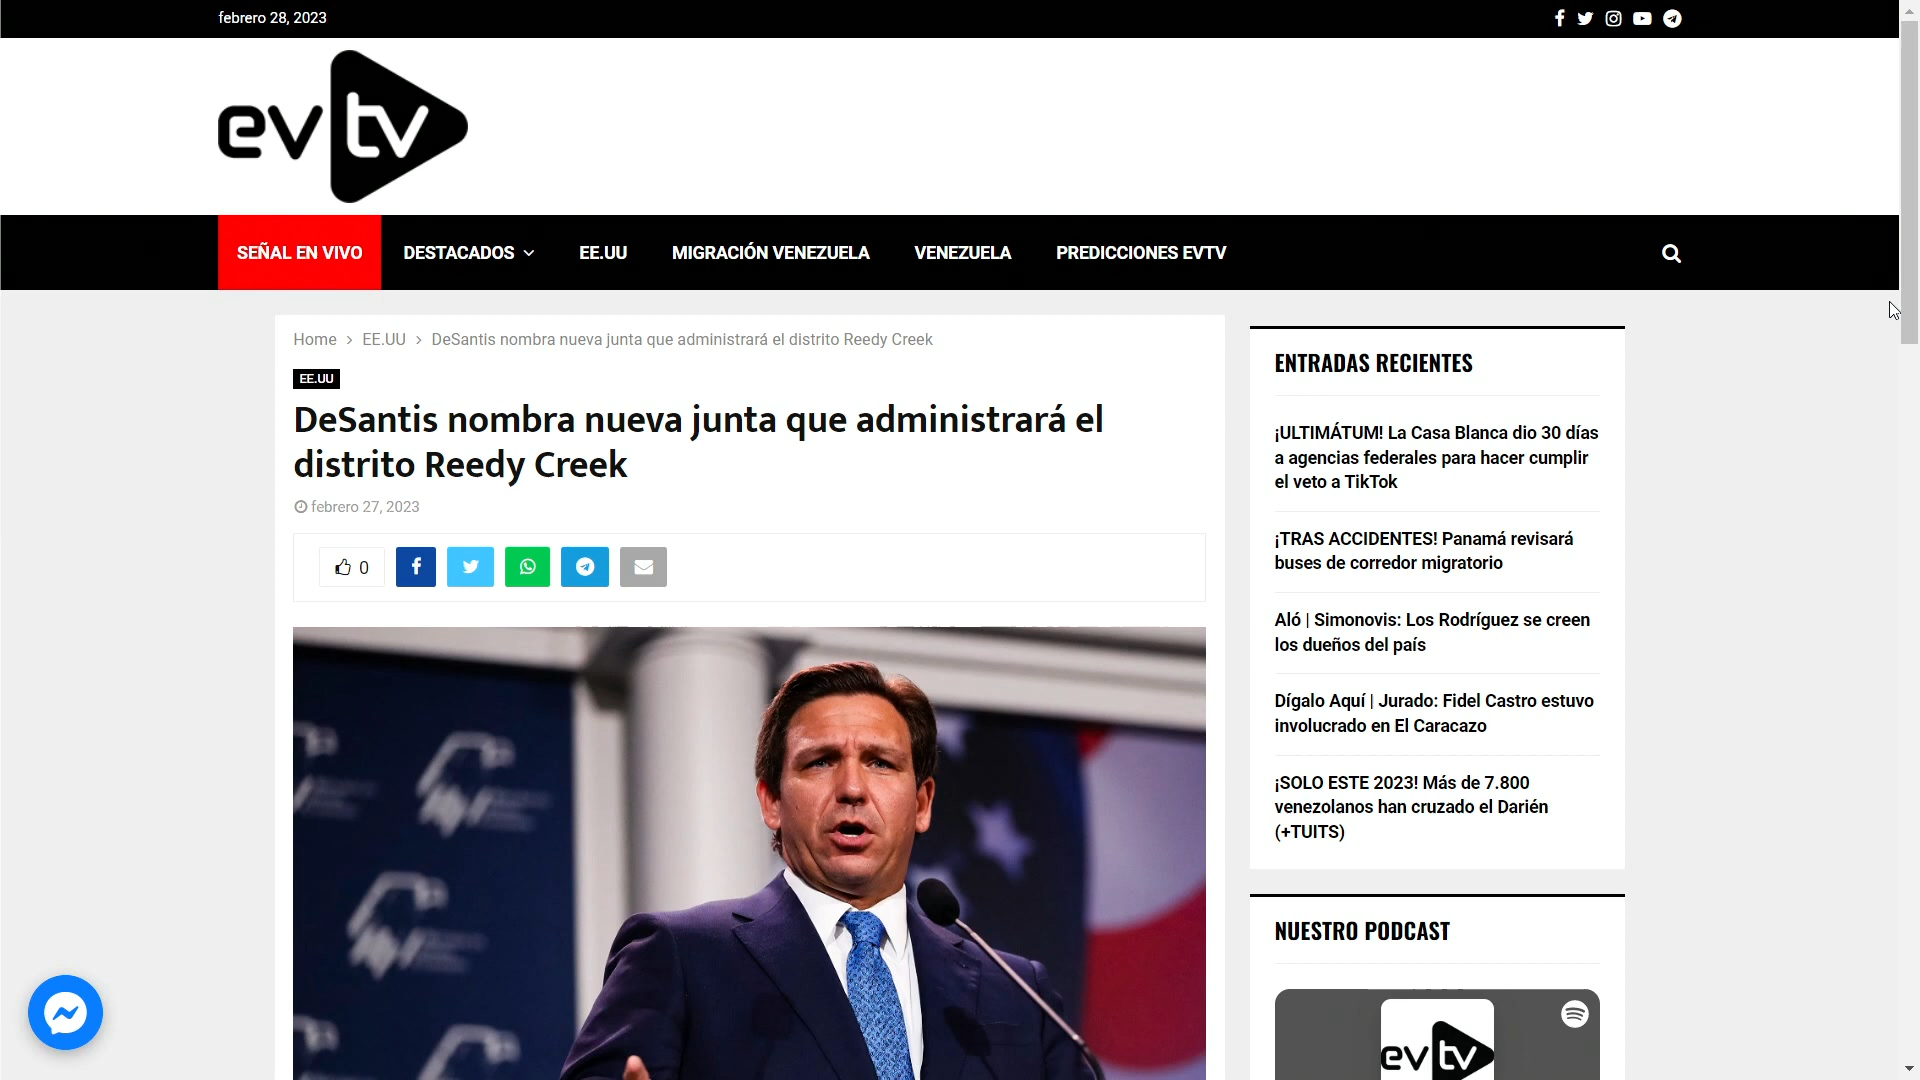 febrero 28, 2023
evtv
SEÑAL EN VIVO
DESTACADOS
EE.UU
MIGRACIÓN VENEZUELA
VENEZUELA
PREDICCIONES EVTV
Home > EE.UU > DeSantis nombra nueva junta que administrará el distrito Reedy Creek
EE.UU
DeSantis nombra nueva junta que administrará el
distrito Reedy Creek
febrero 27, 2023
0
ENTRADAS RECIENTES
¡ULTIMÁTUM! La Casa Blanca dio 30 días
a agencias federales para hacer cumplir
el veto a TikTok
¡TRAS ACCIDENTES! Panamá revisará
buses de corredor migratorio
Aló | Simonovis: Los Rodríguez se creen
los dueños del país
Dígalo Aquí | Jurado: Fidel Castro estuvo
involucrado en El Caracazo
¡SOLO ESTE 2023! Más de 7.800
venezolanos han cruzado el Darién
(+TUITS)
NUESTRO PODCAST
evtv